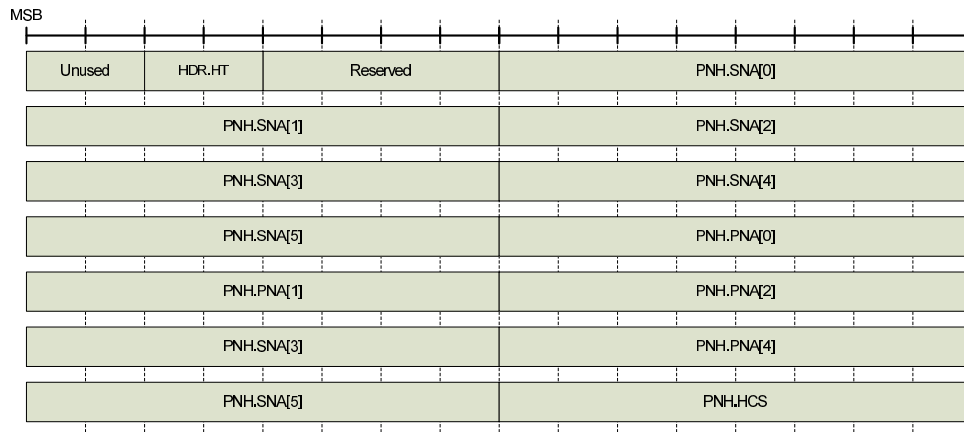 MSB
Unused HDR.HT Reserved PNH.SNA[0]
PNH.SNA[1] PNH.SNA[2]
PNH.SNA[3] PNH.SNA[4]
PNH.SNA[5] PNH.PNA[0]
PNH.PNA[1] PNH.PNA[2]
PNH.SNA[3] PNH.PNA[4]
PNH.SNA[5] PNH.HCS